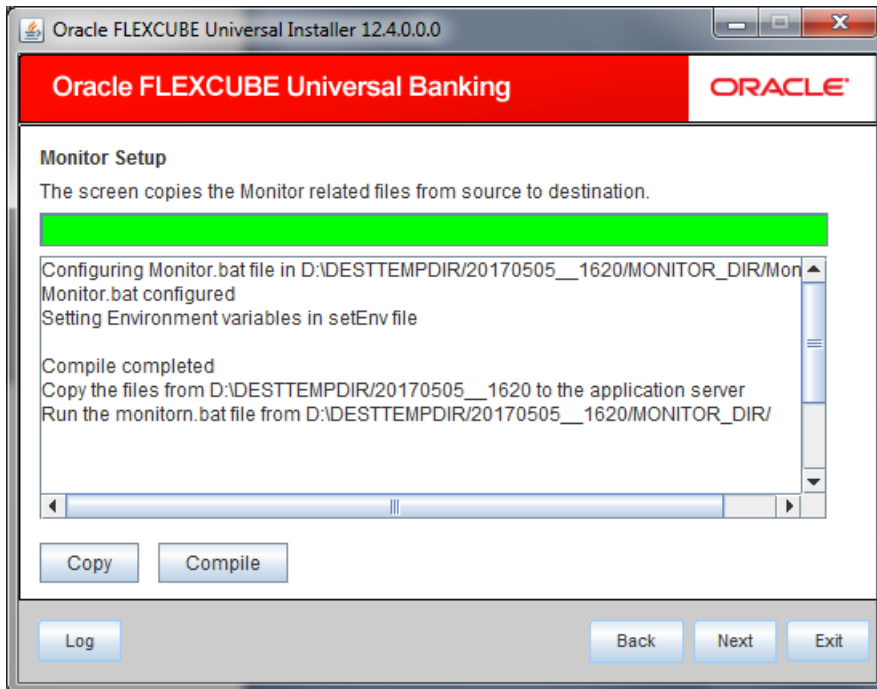 Oracle FLEXCUBE Universal Installer 12.4.0.0.0
Oracle FLEXCUBE Universal Banking
ORACLE
Monitor Setup
The screen copies the Monitor related files from source to destination.
Configuring Monitor.bat file in D:\DESTTEMPDIR/20170505__1620/MONITOR_DIR/Mon
Monitor.bat configured
Setting Environment variables in setEnv file
Compile completed
Copy the files from D:\DESTTEMPDIR/20170505__1620 to the application server
Run the monitorn.bat file from D:\DESTTEMPDIR/20170505__1620/MONITOR_DIR/
Copy Compile
Log Back Next Exit